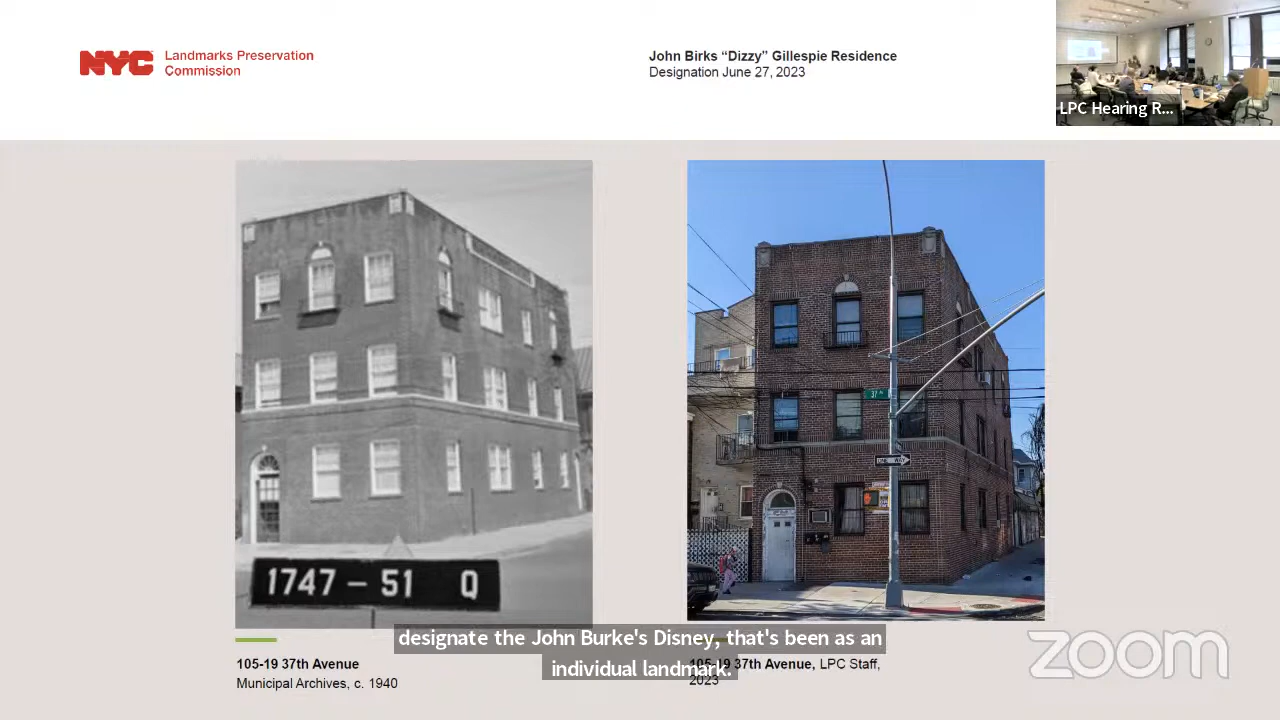 NYC
Landmarks Preservation
Commission
John Birks “Dizzy” Gillespie Residence
Designation June 27, 2023
LPC Hearing R...
37
1747 – 51 Q
designate the John Burke's Disney, that's been as an
individual landmark.
105-19 37th Avenue
Municipal Archives, c. 1940
105-19 37th Avenue, LPC Staff,
2023
zoom